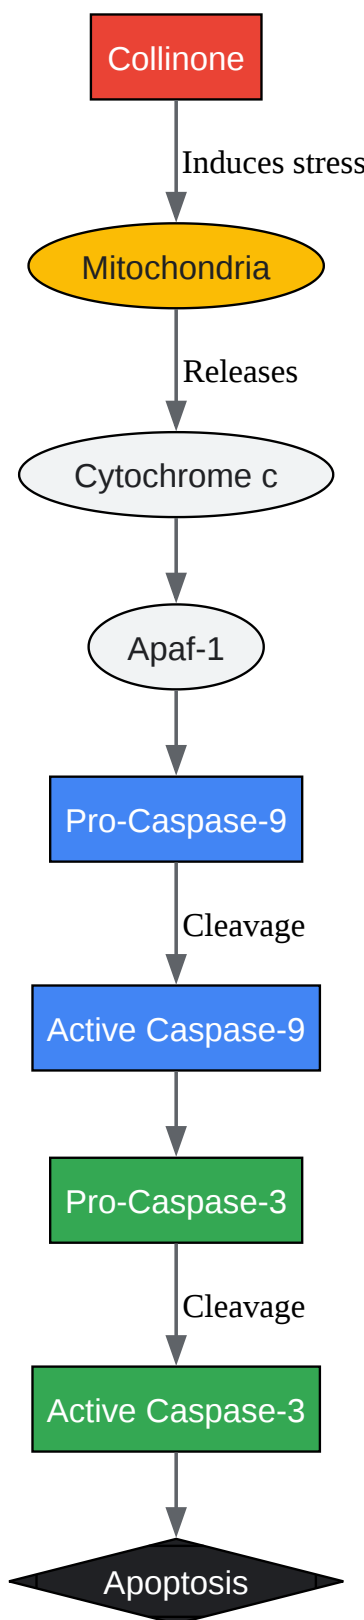 Collinone
Induces stress
Mitochondria
Releases
Cytochrome c
Apaf-1
Pro-Caspase-9
Cleavage
Active Caspase-9
Pro-Caspase-3
Cleavage
Active Caspase-3
Apoptosis